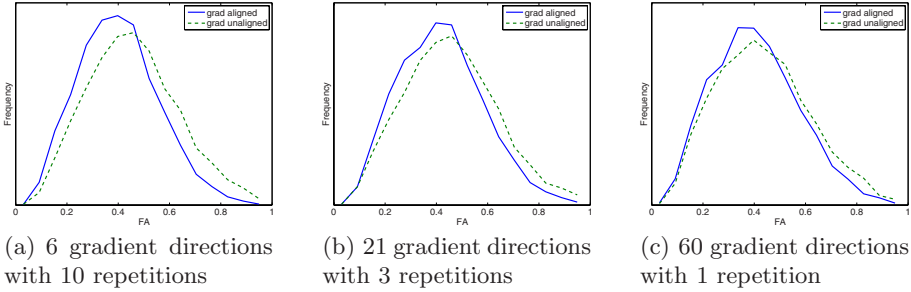 grad aligned
grad unaligned
Frequency
0 0.2 0.4 0.6 0.8 1
FA
(a) 6 gradient directions
with 10 repetitions
grad aligned
grad unaligned
Frequency
0 0.2 0.4 0.6 0.8 1
FA
(b) 21 gradient directions
with 3 repetitions
grad aligned
grad unaligned
Frequency
0 0.2 0.4 0.6 0.8 1
FA
(c) 60 gradient directions
with 1 repetition